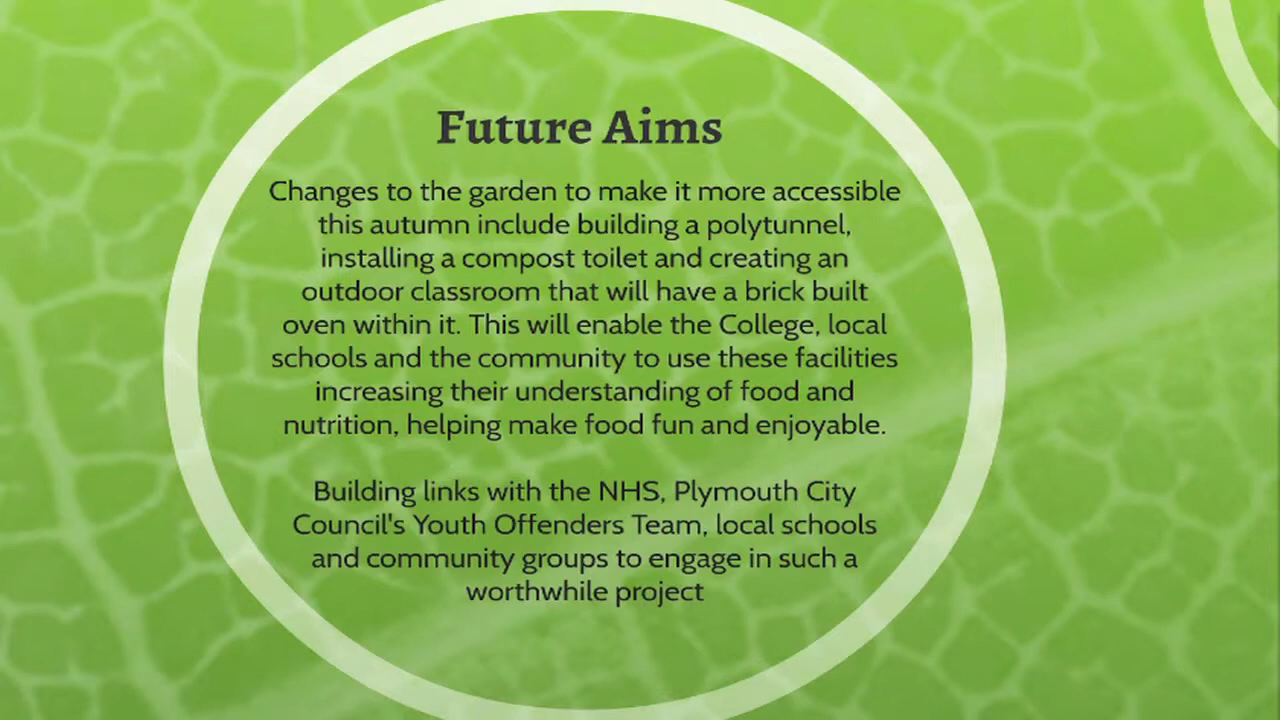 Future Aims
Changes to the garden to make it more accessible
this autumn include building a polytunnel,
installing a compost toilet and creating an
outdoor classroom that will have a brick built
oven within it. This will enable the College, local
schools and the community to use these facilities
increasing their understanding of food and
nutrition, helping make food fun and enjoyable.
Building links with the NHS, Plymouth City
Council's Youth Offenders Team, local schools
and community groups to engage in such a
worthwhile project